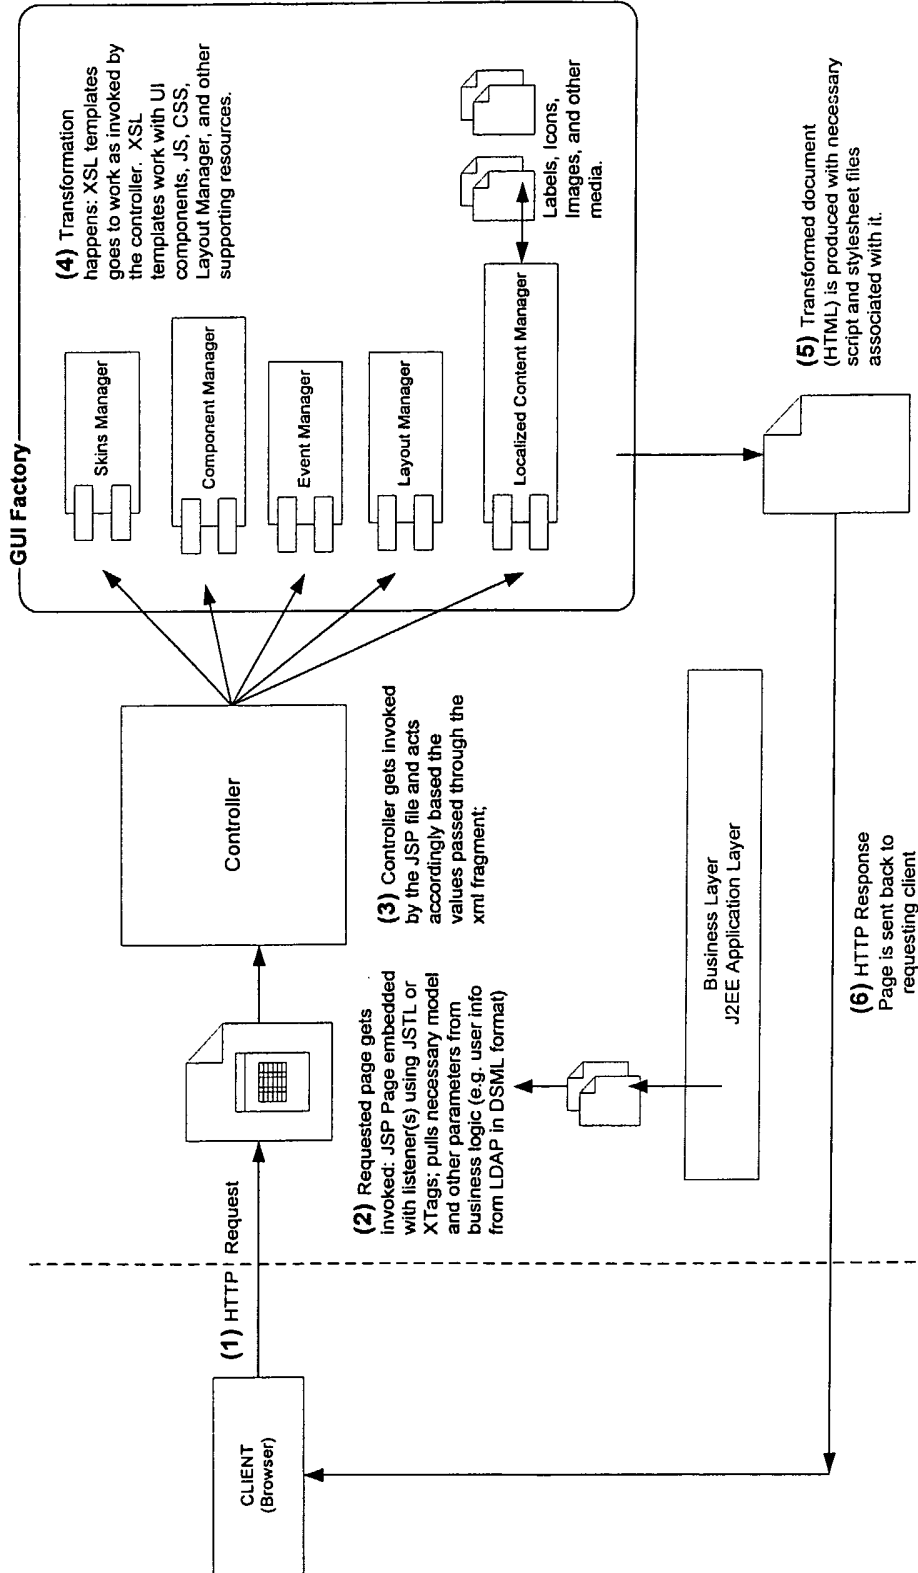 CLIENT
(Browser)
(1) HTTP Request
(2) Requested page gets
invoked: JSP Page embedded
with listener(s) using JSTL or
XTags; pulls necessary model
and other parameters from
business logic (e.g. user info
from LDAP in DSML format)
Business Layer
J2EE Application Layer
Controller
(3) Controller gets invoked
by the JSP file and acts
accordingly based the
values passed through the
xml fragment;
GUI Factory
Skins Manager
Component Manager
Event Manager
Layout Manager
Localized Content Manager
(4) Transformation
happens: XSL templates
goes to work as invoked by
the controller. XSL
templates work with UI
components, JS, CSS,
Layout Manager, and other
supporting resources.
Labels, Icons,
Images, and other
media.
(5) Transformed document
(HTML) is produced with necessary
script and stylesheet files
associated with it.
(6) HTTP Response
Page is sent back to
requesting client